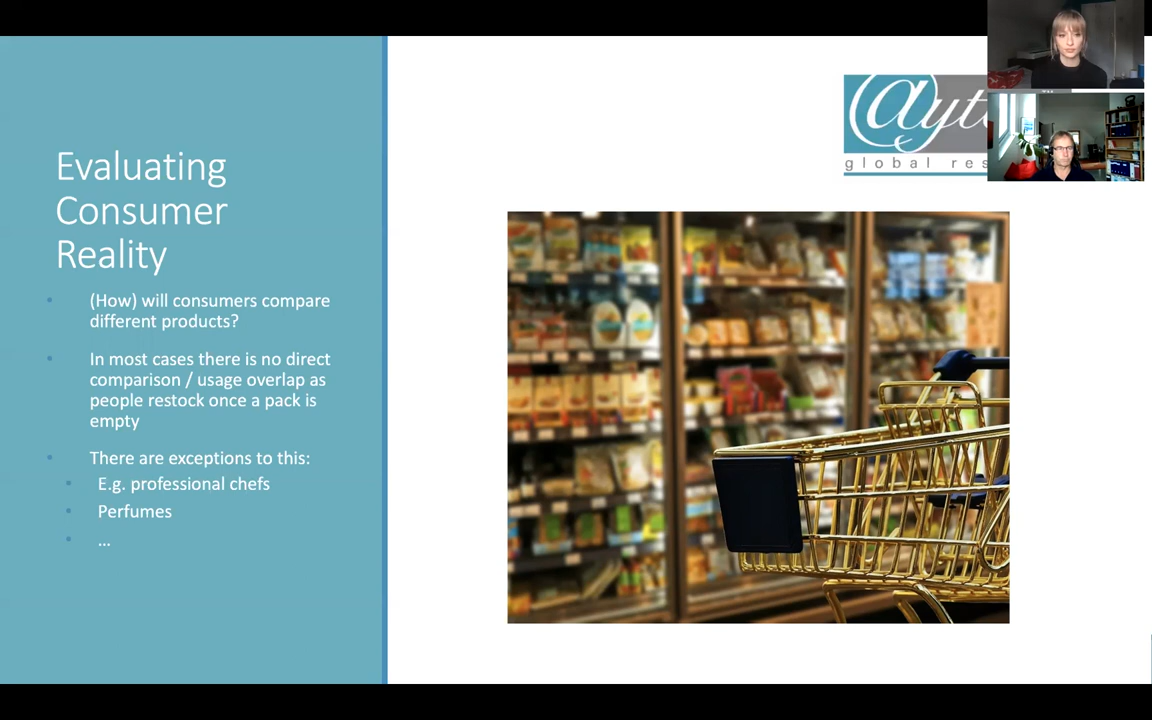 Evaluating
Consumer
Reality
(How) will consumers compare
different products?
In most cases there is no direct
comparison / usage overlap as
people restock once a pack is
empty
There are exceptions to this:
E.g. professional chefs
Perfumes
...
global res